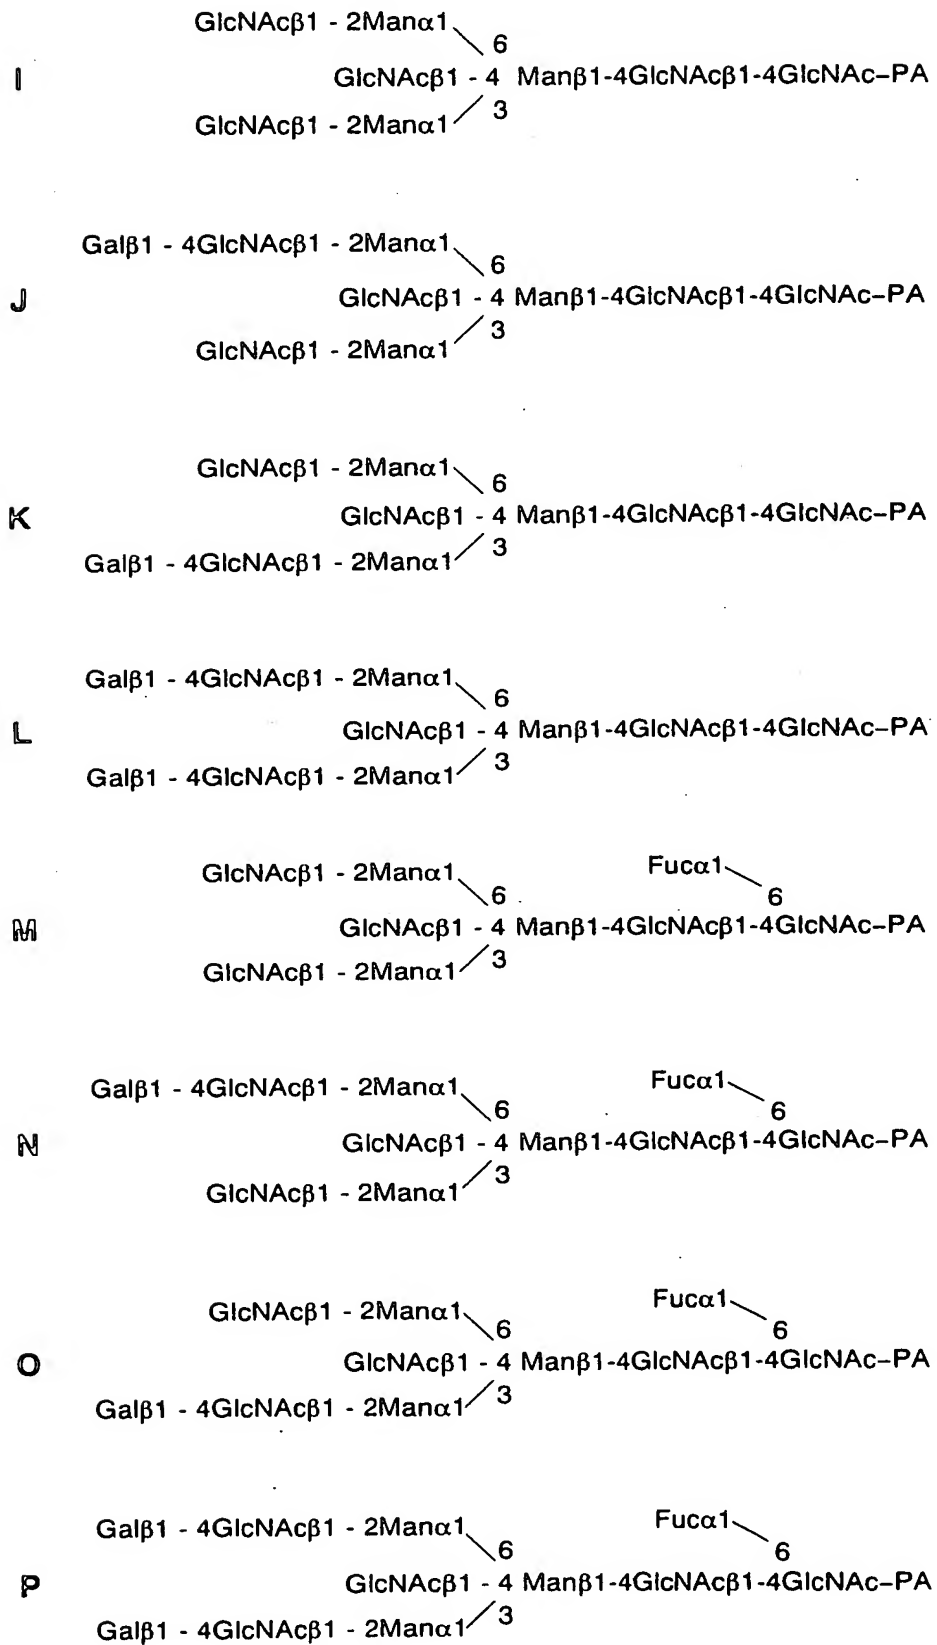 GlcNAcβ1 - 2Manα1
6
I GlcNAcβ1 - 4 Manβ1-4GlcNAcβ1-4GlcNAc-PA
3
GlcNAcβ1 - 2Manα1
Galβ1 - 4GlcNAcβ1 - 2Manα1
6
J GlcNAcβ1 - 4 Manβ1-4GlcNAcβ1-4GlcNAc-PA
3
GlcNAcβ1 - 2Manα1
GlcNAcβ1 - 2Manα1
6
K GlcNAcβ1 - 4 Manβ1-4GlcNAcβ1-4GlcNAc-PA
3
Galβ1 - 4GlcNAcβ1 - 2Manα1
Galβ1 - 4GlcNAcβ1 - 2Manα1
6
L GlcNAcβ1 - 4 Manβ1-4GlcNAcβ1-4GlcNAc-PA
3
Galβ1 - 4GlcNAcβ1 - 2Manα1
GlcNAcβ1 - 2Manα1 Fucα1
6 6
M GlcNAcβ1 - 4 Manβ1-4GlcNAcβ1-4GlcNAc-PA
3
GlcNAcβ1 - 2Manα1
Galβ1 - 4GlcNAcβ1 - 2Manα1 Fucα1
6 6
N GlcNAcβ1 - 4 Manβ1-4GlcNAcβ1-4GlcNAc-PA
3
GlcNAcβ1 - 2Manα1
GlcNAcβ1 - 2Manα1 Fucα1
6 6
O GlcNAcβ1 - 4 Manβ1-4GlcNAcβ1-4GlcNAc-PA
3
Galβ1 - 4GlcNAcβ1 - 2Manα1
Galβ1 - 4GlcNAcβ1 - 2Manα1 Fucα1
6 6
P GlcNAcβ1 - 4 Manβ1-4GlcNAcβ1-4GlcNAc-PA
3
Galβ1 - 4GlcNAcβ1 - 2Manα1